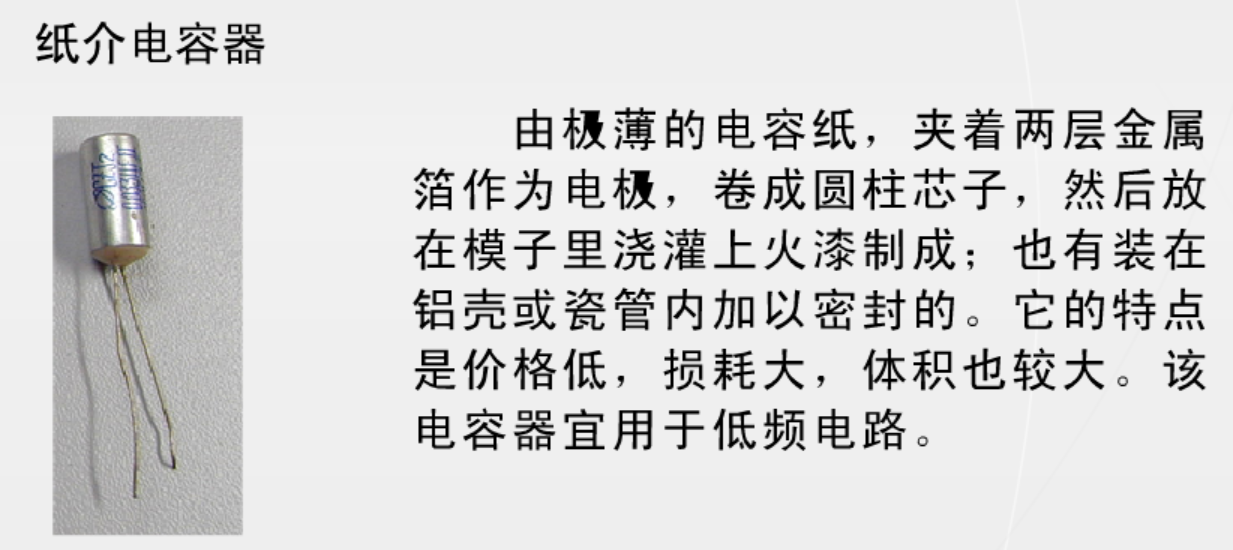 纸介电容器
由极薄的电容纸，夹着两层金属
箔作为电极，卷成圆柱芯子，然后放
在模子里浇灌上火漆制成；也有装在
铝壳或瓷管内加以密封的。它的特点
是价格低，损耗大，体积也较大。该
电容器宜用于低频电路。